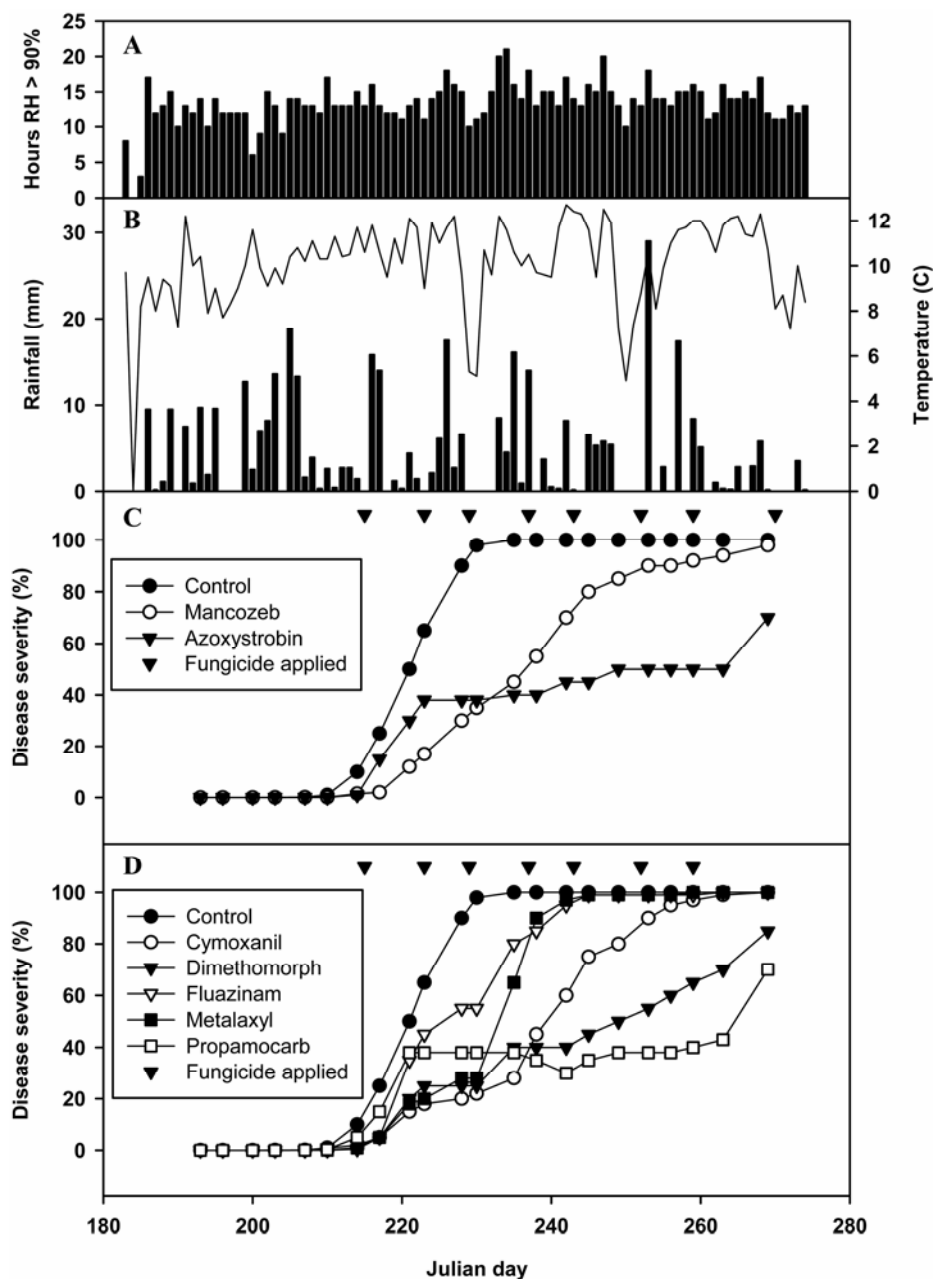 A
Hours RH > 90%
25
20
15
10
5
0
B
Rainfall (mm)
30
20
10
0
12
10
8
6
4
2
0
Temperature (C)
C
Disease severity (%)
100
80
60
40
20
0
Control
Mancozeb
Azoxystrobin
Fungicide applied
D
Disease severity (%)
100
80
60
40
20
0
Control
Cymoxanil
Dimethomorph
Fluazinam
Metalaxyl
Propamocarb
Fungicide applied
180 200 220 240 260 280
Julian day